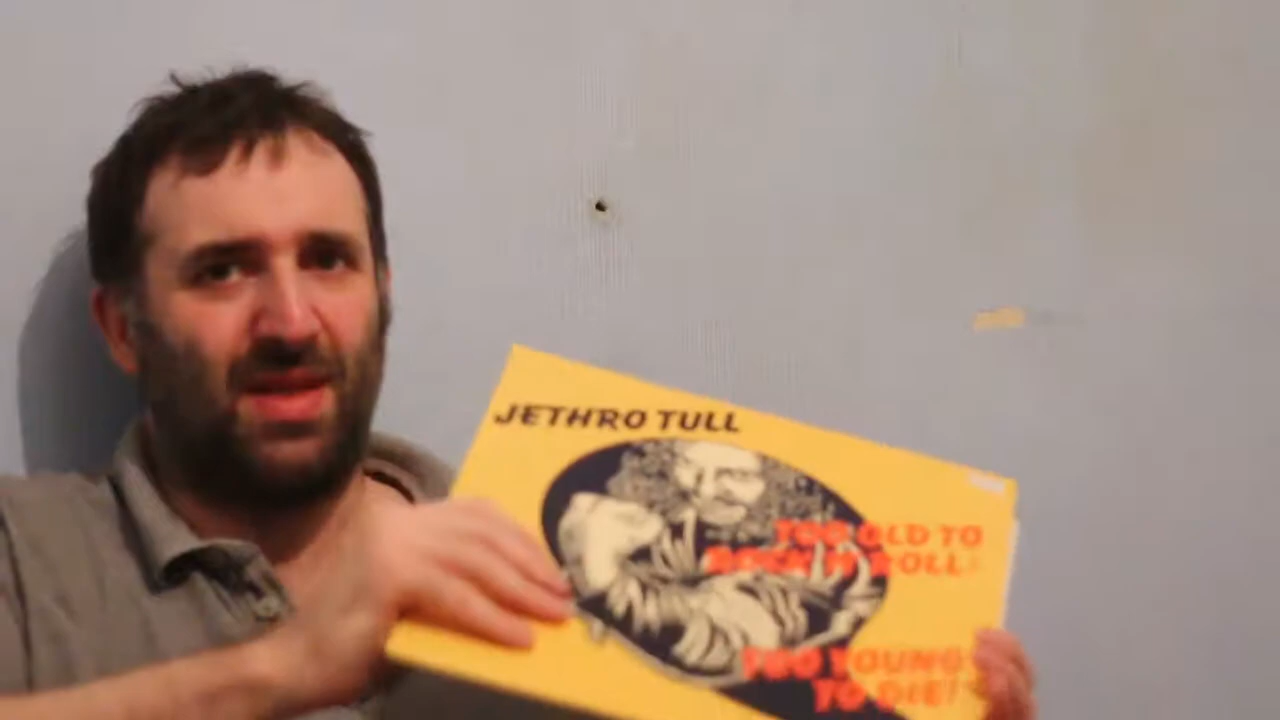 JETHRO TULL
TOO OLD TO
ROCK 'N' ROLL:
TOO YOUNG
TO DIE!